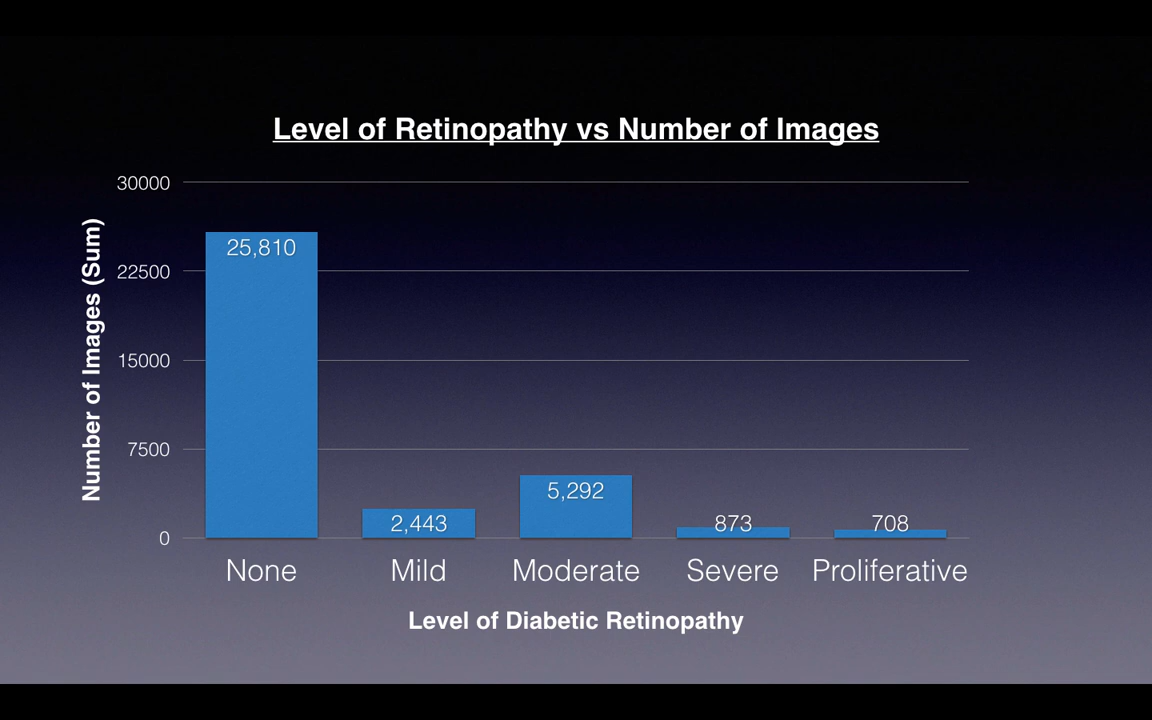 Level of Retinopathy vs Number of Images
Number of Images (Sum)
30000
22500
15000
7500
0
25,810
2,443
5,292
873
708
None
Mild
Moderate
Severe
Proliferative
Level of Diabetic Retinopathy